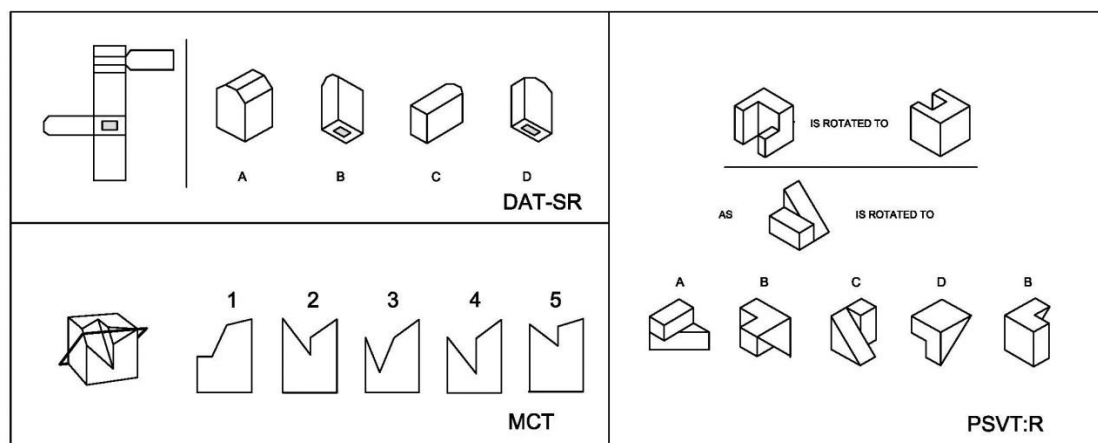 A B C D
DAT-SR
1 2 3 4 5
MCT
IS ROTATED TO
AS IS ROTATED TO
A B C D B
PSVT:R